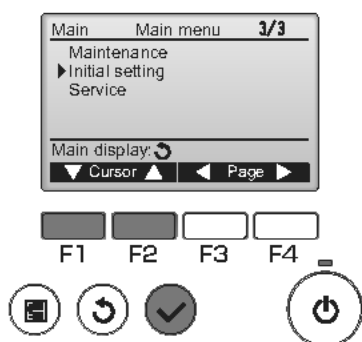 Main Main menu 3/3
Maintenance
Initial setting
Service
Main display:
Cursor Page
F1 F2 F3 F4